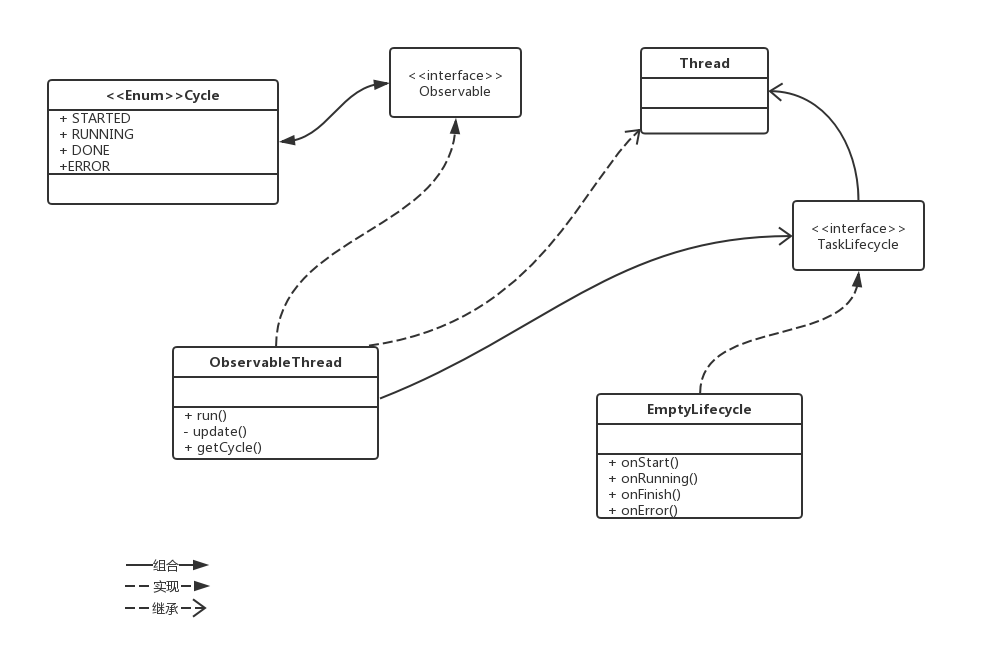 <<Enum>>Cycle
+ STARTED
+ RUNNING
+ DONE
+ERROR
<<interface>>
Observable
Thread
<<interface>>
TaskLifecycle
ObservableThread
+ run()
- update()
+ getCycle()
EmptyLifecycle
+ onStart()
+ onRunning()
+ onFinish()
+ onError()
组合
实现
继承